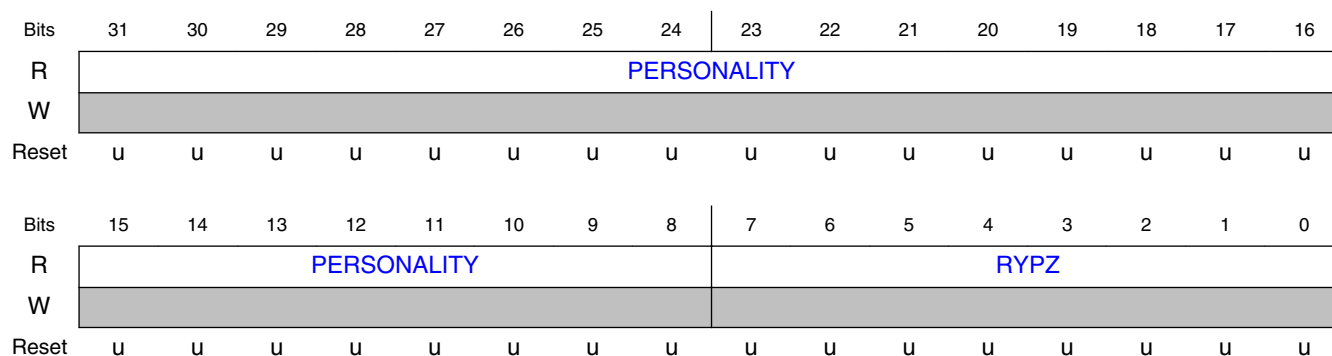 Bits 31 30 29 28 27 26 25 24 23 22 21 20 19 18 17 16
R PERSONALITY
W
Reset u u u u u u u u u u u u u u u u
Bits 15 14 13 12 11 10 9 8 7 6 5 4 3 2 1 0
R PERSONALITY RYPZ
W
Reset u u u u u u u u u u u u u u u u